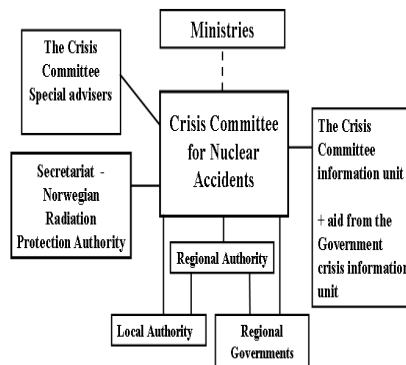 Ministries
The Crisis
Committee
Special advisers
Crisis Committee
for Nuclear
Accidents
The Crisis
Committee
information unit
+ aid from the
Government
crisis information
unit
Secretariat -
Norwegian
Radiation
Protection Authority
Regional Authority
Local Authority
Regional
Governments